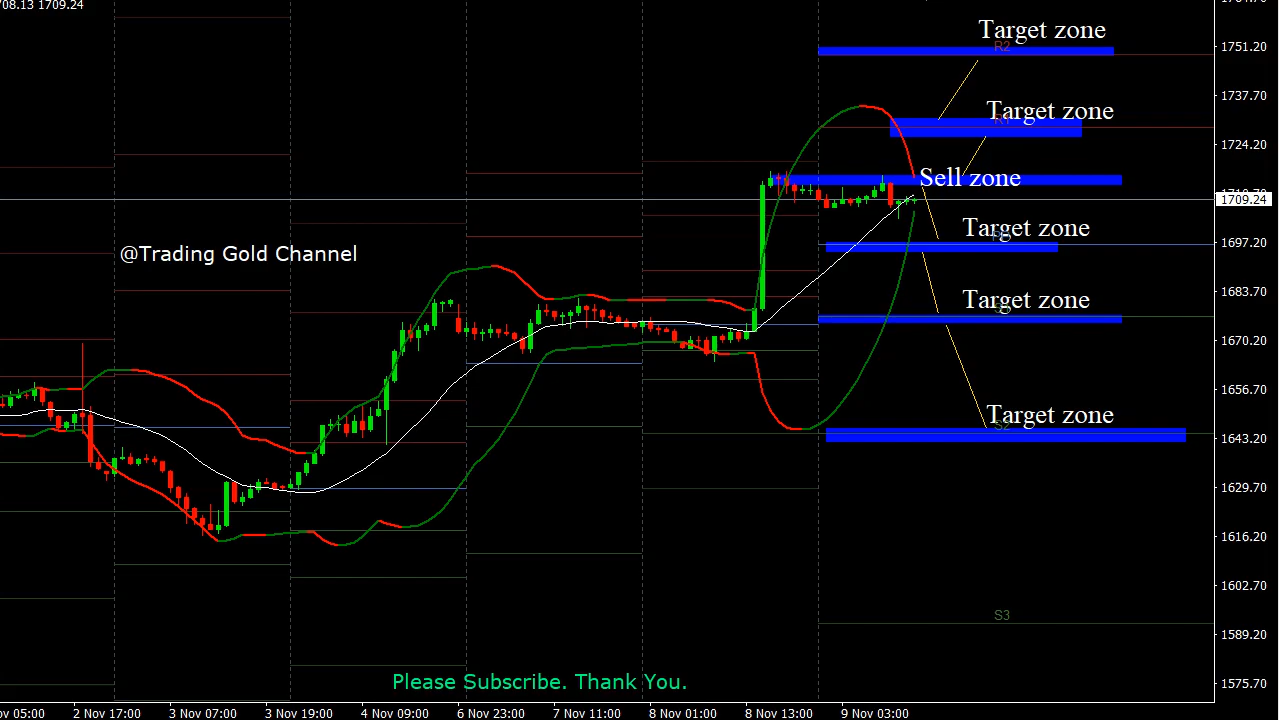 708.13 1709.24
Target zone
R2
1751.20
1737.70
Target zone
1724.20
Sell zone
1709.24
Target zone
1697.20
@Trading Gold Channel
Target zone
1683.70
1670.20
1656.70
Target zone
S2
1643.20
1629.70
1616.20
1602.70
S3
1589.20
Please Subscribe. Thank You.
1575.70
ov 05:00
2 Nov 17:00
3 Nov 07:00
3 Nov 19:00
4 Nov 09:00
6 Nov 23:00
7 Nov 11:00
8 Nov 01:00
8 Nov 13:00
9 Nov 03:00